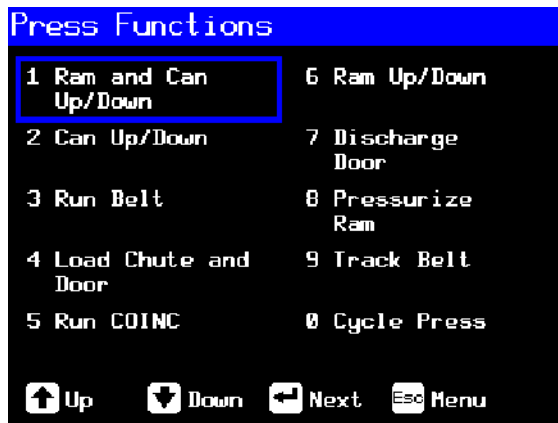 Press Functions
1 Ram and Can
Up/Down
2 Can Up/Down
3 Run Belt
4 Load Chute and
Door
5 Run COINC
6 Ram Up/Down
7 Discharge
Door
8 Pressurize
Ram
9 Track Belt
0 Cycle Press
Up Down Next Esc Menu